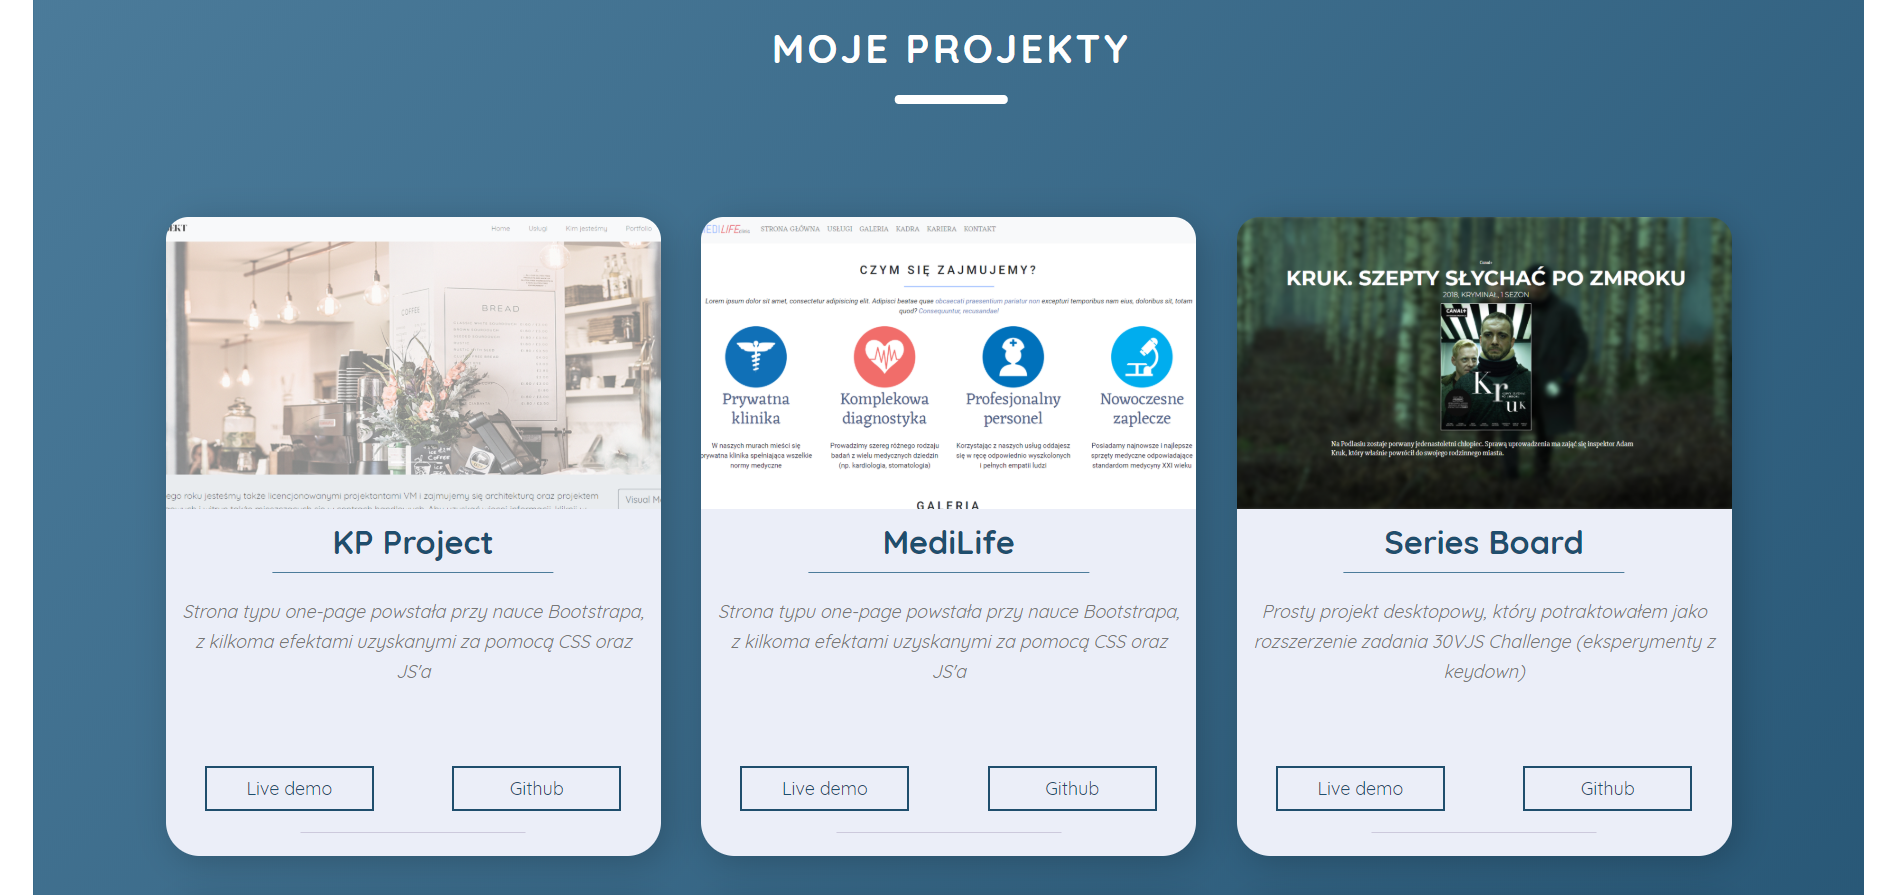 MOJE PROJEKTY
EKT
Home Usługi Kim jesteśmy Portfolio
BREAD
COFFEE
ego roku jesteśmy także licencjonowanymi projektantami VM i zajmujemy się architekturą oraz projektem
Visual M
KP Project
Strona typu one-page powstała przy nauce Bootstrapa,
z kilkoma efektami uzyskanymi za pomocą CSS oraz
JS'a
Live demo Github
EDILIFE
STRONA GŁÓWNA USŁUGI GALERIA KADRA KARIERA KONTAKT
CZYM SIĘ ZAJMUJEMY?
Lorem ipsum dolor sit amet, consectetur adipisicing elit. Adipisci beatae quae obcaecati praesentium pariatur non excepturi temporibus nam eius, doloribus sit, totam
quod? Consequuntur, recusandae!
Prywatna
klinika
W naszych murach mieści się
prywatna klinika spełniająca wszelkie
normy medyczne
Komplekowa
diagnostyka
Prowadzimy szereg różnego rodzaju
badań z wielu medycznych dziedzin
(np. kardiologia, stomatologia)
Profesjonalny
personel
Korzystając z naszych usług oddajesz
się w ręcę odpowiednio wyszkolonych
i pełnych empatii ludzi
Nowoczesne
zaplecze
Posiadamy najnowsze i najlepsze
sprzęty medyczne odpowiadające
standardom medycyny XXI wieku
GALERIA
MediLife
Strona typu one-page powstała przy nauce Bootstrapa,
z kilkoma efektami uzyskanymi za pomocą CSS oraz
JS'a
Live demo Github
KRUK. SZEPTY SŁYCHAĆ PO ZMROKU
2018, KRYMINAŁ, 1 SEZON
CANAL+
Kruk
Na Podlasiu zostaje porwany jedenastoletni chłopiec. Sprawą uprowadzenia ma zająć się inspektor Adam
Kruk, który właśnie powrócił do swojego rodzinnego miasta.
Series Board
Prosty projekt desktopowy, który potraktowałem jako
rozszerzenie zadania 30VJS Challenge (eksperymenty z
keydown)
Live demo Github